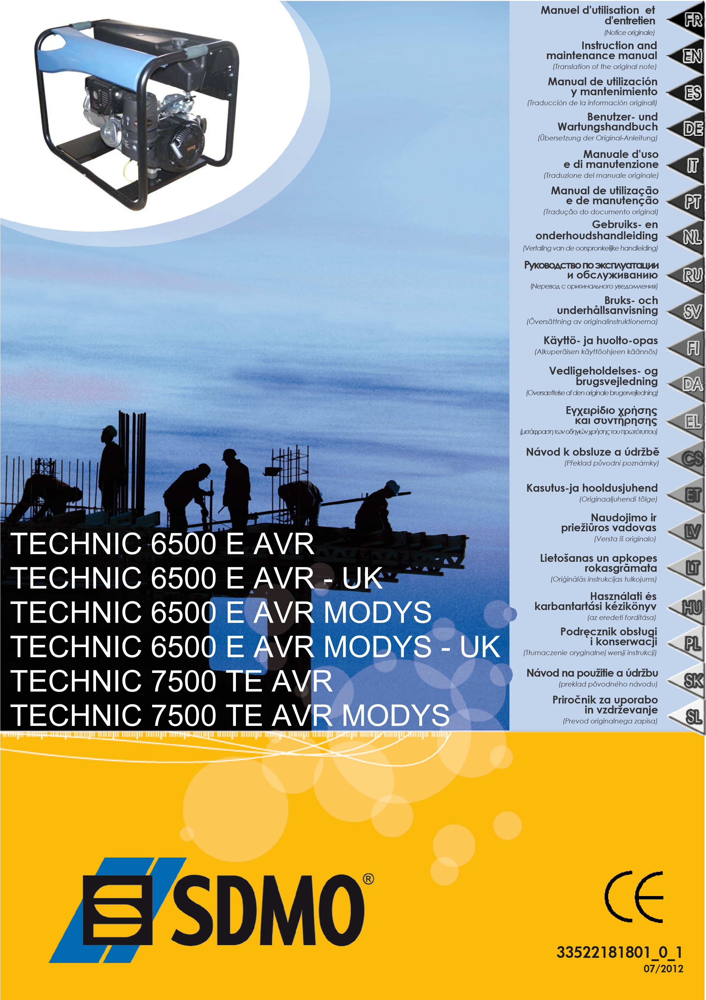 Manuel d'utilisation et
d'entretien
(Notice originale)
FR
Instruction and
maintenance manual
(Translation of the original note)
EN
Manual de utilización
y mantenimiento
(Traducción de la información originall)
ES
Benutzer- und
Wartungshandbuch
(Übersetzung der Original-Anleitung)
DE
Manuale d'uso
e di manutenzione
(Traduzione del manuale originale)
IT
Manual de utilização
e de manutenção
(Tradução do documento original)
PT
Gebruiks- en
onderhoudshandleiding
(Vertaling van de oorspronkelijke handleiding)
NL
Руководство по эксплуатации
и обслуживанию
(Nеревод с оригинального уведомления)
RU
Bruks- och
underhållsanvisning
(Översättning av originalinstruktionerna)
SV
Käyttö- ja huolto-opas
(Alkuperäisen käyttöohjeen käännös)
FI
Vedligeholdelses- og
brugsvejledning
(Oversættelse af den originale brugervejledning)
DA
Εγχειρίδιο χρήσης
και συντήρησης
(μετάφραση των οδηγιών χρήσης του πρωτότυπου)
EL
Návod k obsluze a údržbě
(Překlad původní poznámky)
CS
Kasutus-ja hooldusjuhend
(Originaaljuhendi tõlge)
ET
Naudojimo ir
priežiūros vadovas
(Versta iš originalo)
LV
Lietošanas un apkopes
rokasgrāmata
(Oriģinālās instrukcijas tulkojums)
LT
Használati és
karbantartási kézikönyv
(az eredeti fordítása)
HU
Podręcznik obsługi
i konserwacji
(Tłumaczenie oryginalnej wersji instrukcji)
PL
Návod na použitie a údržbu
(preklad pôvodného návodu)
SK
Priročnik za uporabo
in vzdrževanje
(Prevod originalnega zapisa)
SL
TECHNIC 6500 E AVR
TECHNIC 6500 E AVR - UK
TECHNIC 6500 E AVR MODYS
TECHNIC 6500 E AVR MODYS - UK
TECHNIC 7500 TE AVR
TECHNIC 7500 TE AVR MODYS
SDMO®
CE
33522181801_0_1
07/2012